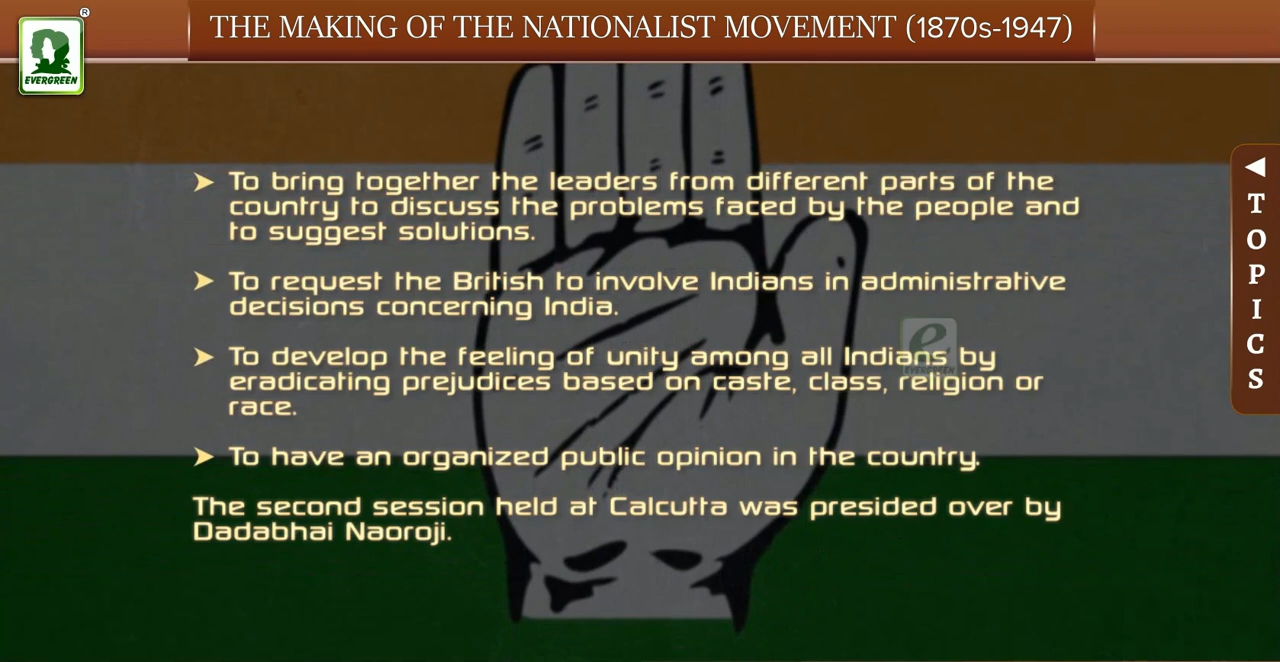 THE MAKING OF THE NATIONALIST MOVEMENT (1870s-1947)
®
EVERGREEN
➤ To bring together the leaders from different parts of the
country to discuss the problems faced by the people and
to suggest solutions.
➤ To request the British to involve Indians in administrative
decisions concerning India.
➤ To develop the feeling of unity among all Indians by
eradicating prejudices based on caste, class, religion or
race.
➤ To have an organized public opinion in the country.
The second session held at Calcutta was presided over by
Dadabhai Naoroji.
e
EVERGREEN
TOPICS